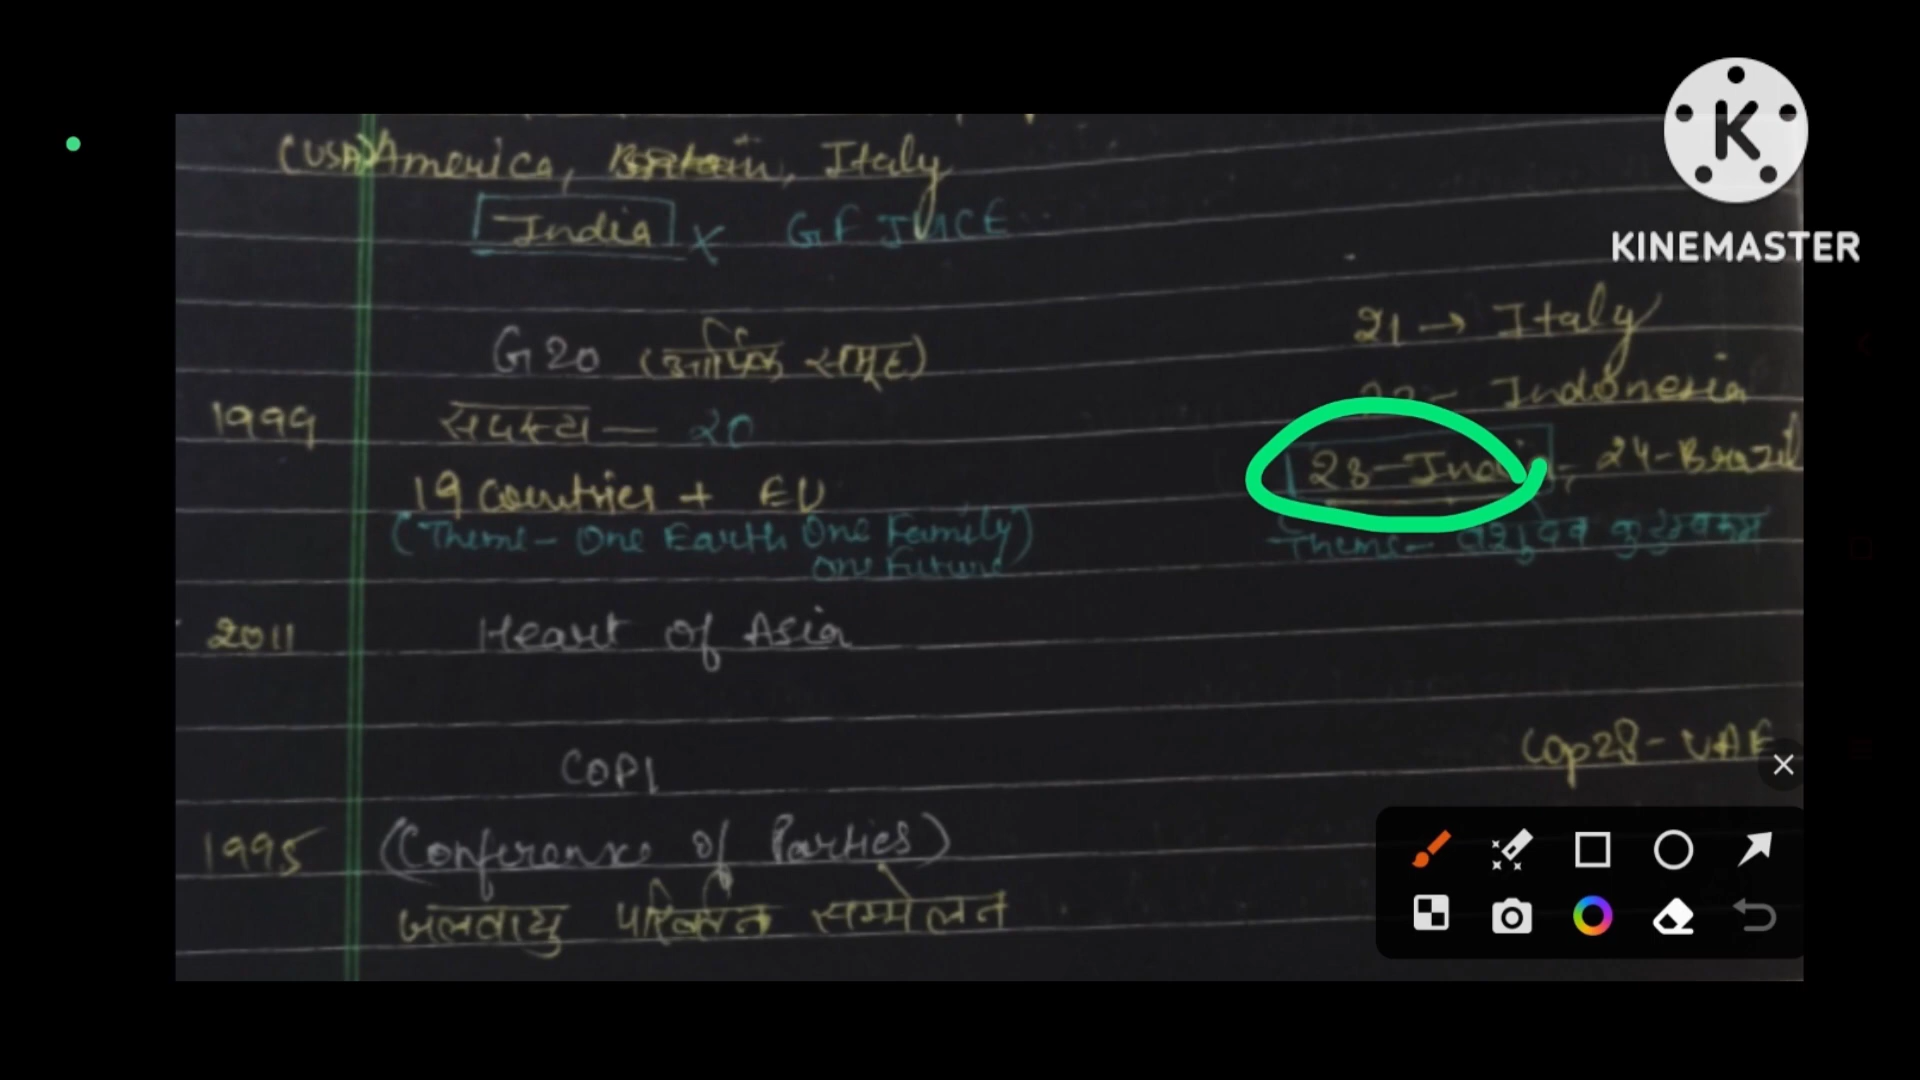 (USA) America, Britain, Italy
India x GFJUICE
G20 (आर्थिक समूह)
21 → Italy
22 - Indonesia
1999 सदस्य — 20
23 - India, 24 - Brazil
19 Countries + EU
(Theme - One Earth One Family)
One Future
Theme - वसुधैव कुटुम्बकम
2011 Heart of Asia
COP1
Cop28 - UAE
1995 (Conference of Parties)
जलवायु परिवर्तन सम्मेलन
K
KINEMASTER